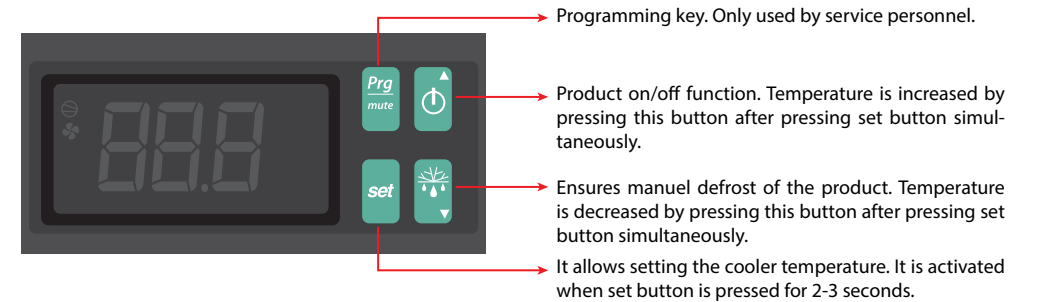 Programming key. Only used by service personnel.
Prg
mute
Product on/off function. Temperature is increased by
pressing this button after pressing set button simul-
taneously.
888
set
Ensures manuel defrost of the product. Temperature
is decreased by pressing this button after pressing set
button simultaneously.
It allows setting the cooler temperature. It is activated
when set button is pressed for 2-3 seconds.